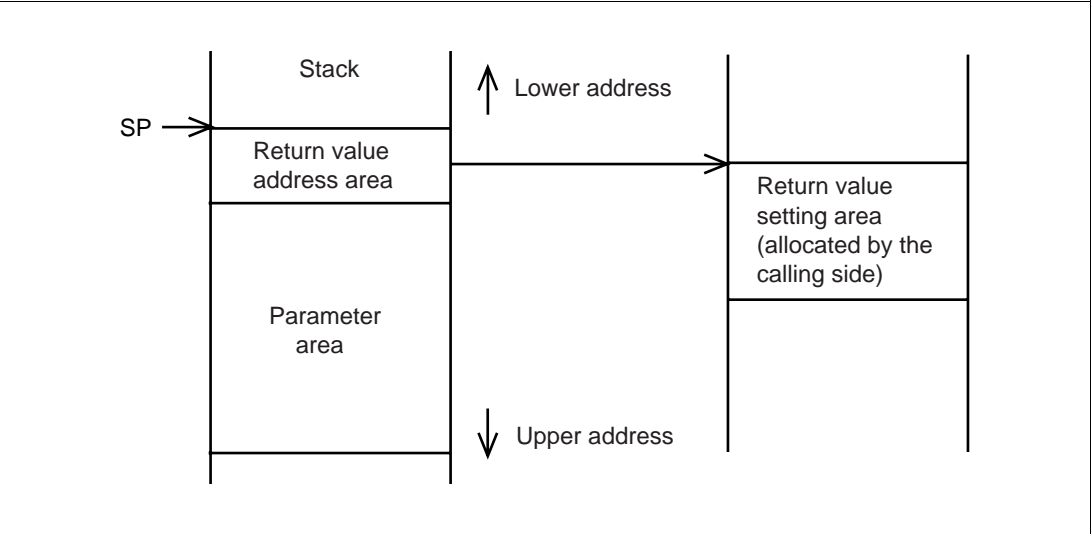 Stack
Lower address
SP
Return value
address area
Return value
setting area
(allocated by the
calling side)
Parameter
area
Upper address